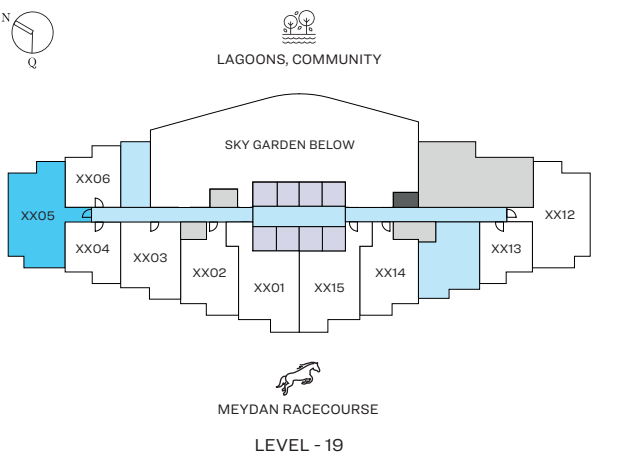 N
Q
LAGOONS, COMMUNITY
SKY GARDEN BELOW
XX06
XX05
XX12
XX04
XX03
XX02
XX01
XX15
XX14
XX13
MEYDAN RACECOURSE
LEVEL - 19